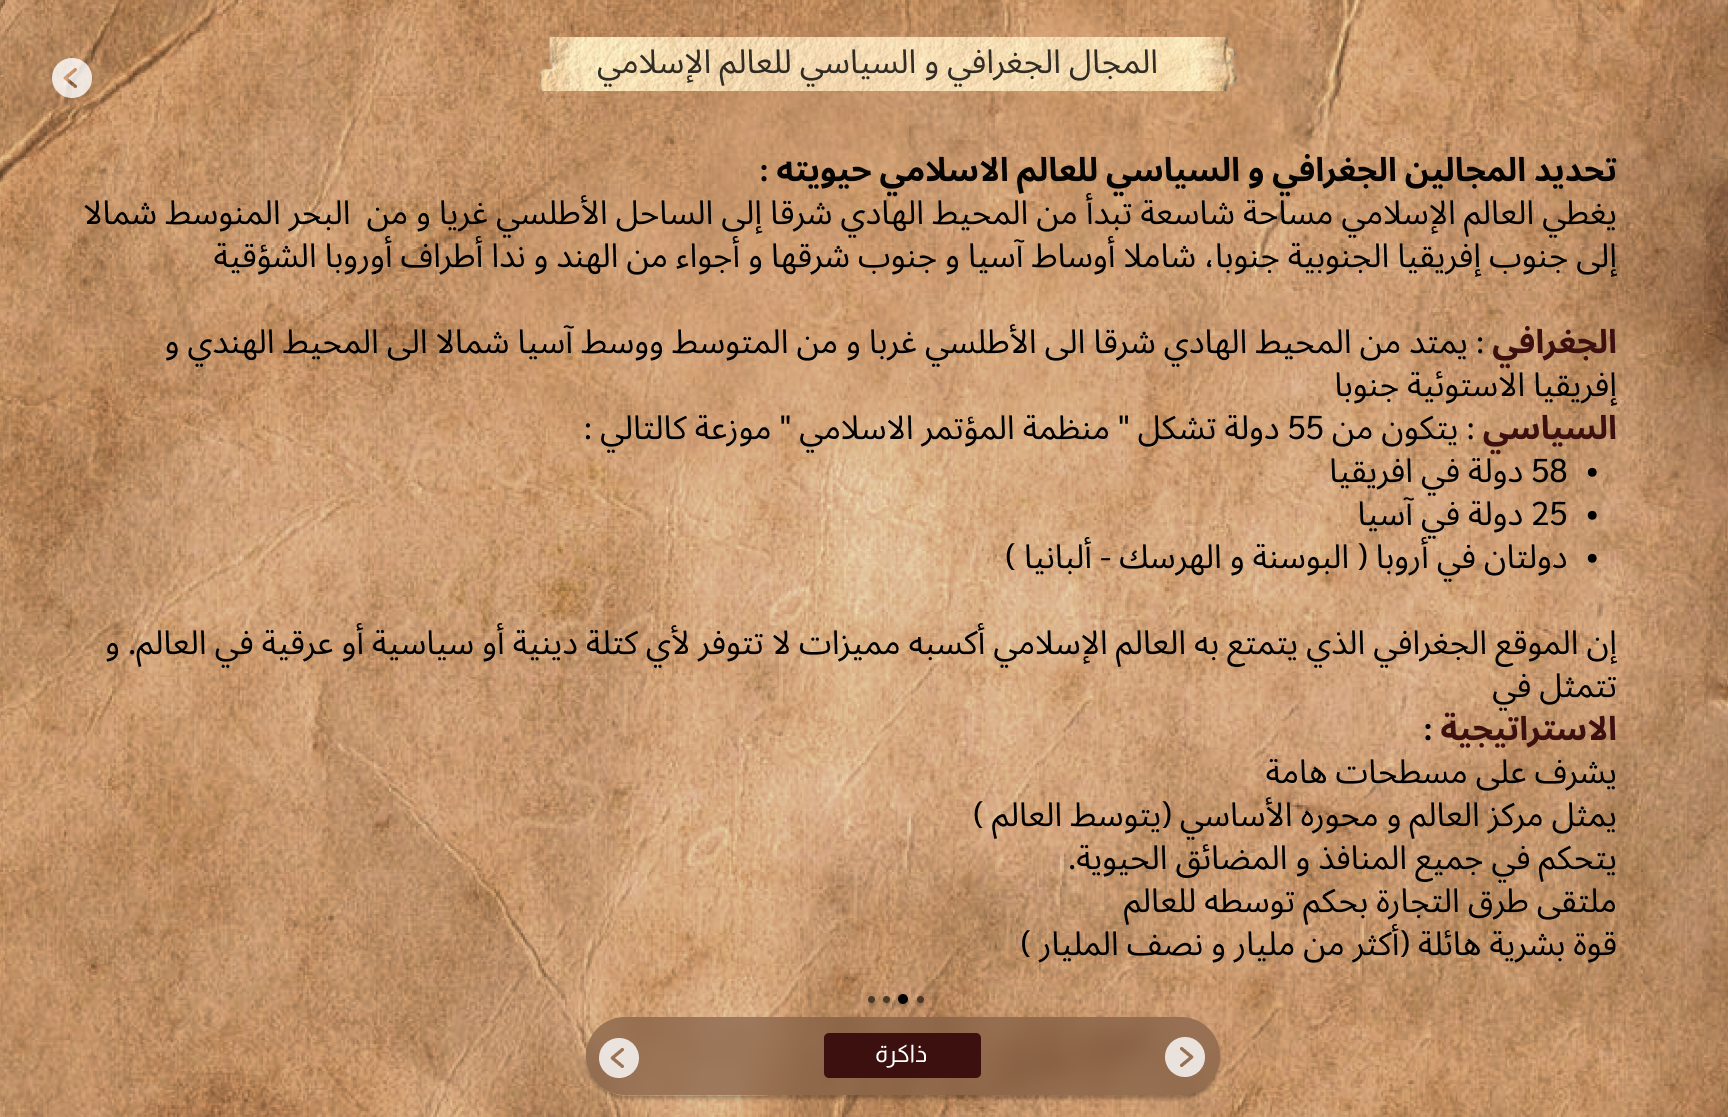 المجال الجغرافي و السياسي للعالم الإسلامي
تحديد المجالين الجغرافي و السياسي للعالم الاسلامي حيويته :
يغطي العالم الإسلامي مساحة شاسعة تبدأ من المحيط الهادي شرقا إلى الساحل الأطلسي غريا و من البحر المنوسط شمالا
إلى جنوب إفريقيا الجنوبية جنوبا، شاملا أوساط آسيا و جنوب شرقها و أجواء من الهند و ندا أطراف أوروبا الشؤقية
الجغرافي : يمتد من المحيط الهادي شرقا الى الأطلسي غربا و من المتوسط ووسط آسيا شمالا الى المحيط الهندي و
إفريقيا الاستوئية جنوبا
السياسي : يتكون من 55 دولة تشكل " منظمة المؤتمر الاسلامي " موزعة كالتالي :
• 58 دولة في افريقيا
• 25 دولة في آسيا
• دولتان في أروبا ( البوسنة و الهرسك - ألبانيا )
إن الموقع الجغرافي الذي يتمتع به العالم الإسلامي أكسبه مميزات لا تتوفر لأي كتلة دينية أو سياسية أو عرقية في العالم. و
تتمثل في
الاستراتيجية :
يشرف على مسطحات هامة
يمثل مركز العالم و محوره الأساسي (يتوسط العالم )
يتحكم في جميع المنافذ و المضائق الحيوية.
ملتقى طرق التجارة بحكم توسطه للعالم
قوة بشرية هائلة (أكثر من مليار و نصف المليار )
ذاكرة